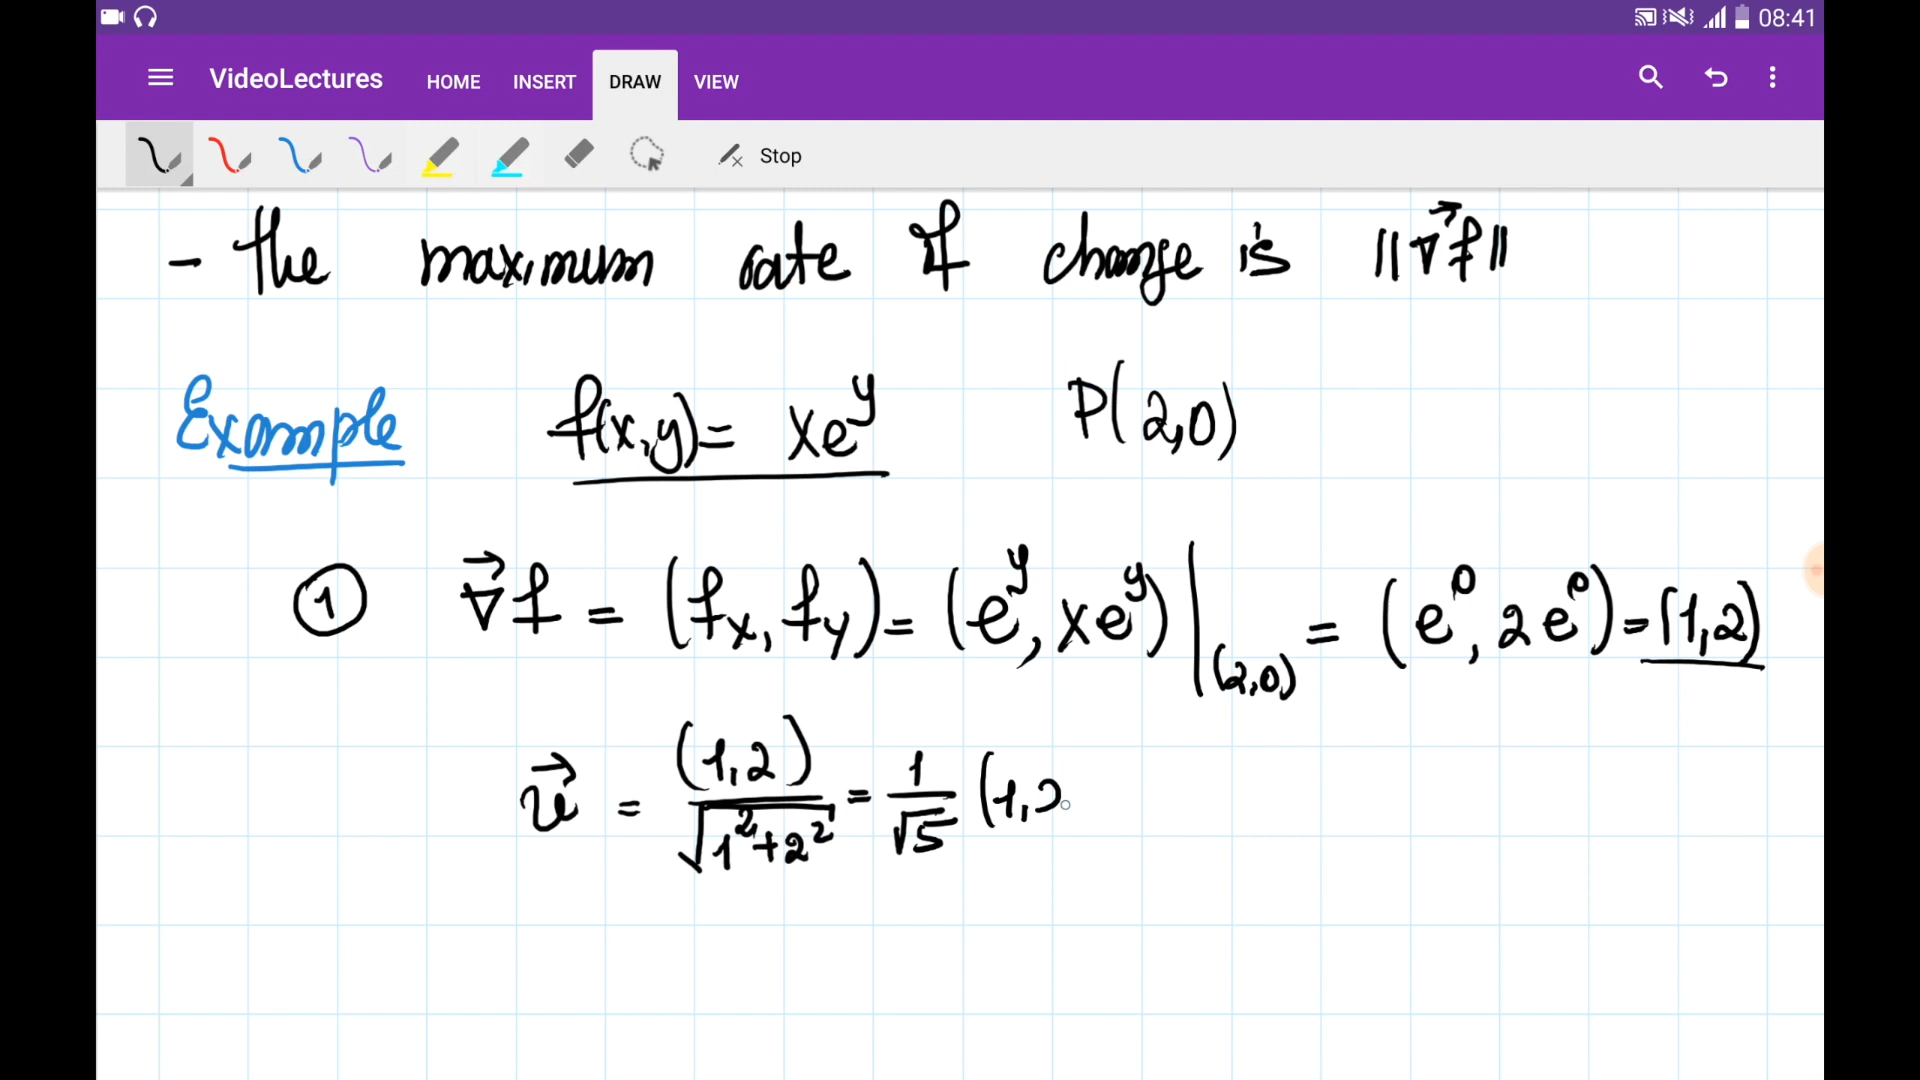 08:41
VideoLectures HOME INSERT DRAW VIEW
Stop
- the maximum rate of change is ||∇⃗f||
Example f(x,y)= xe^y P(2,0)
① ∇⃗f = (fx, fy) = (e^y, xe^y)|(2,0) = (e^0, 2e^0) = (1,2)
u⃗ = (1,2)/√(1²+2²) = 1/√5 (1,2